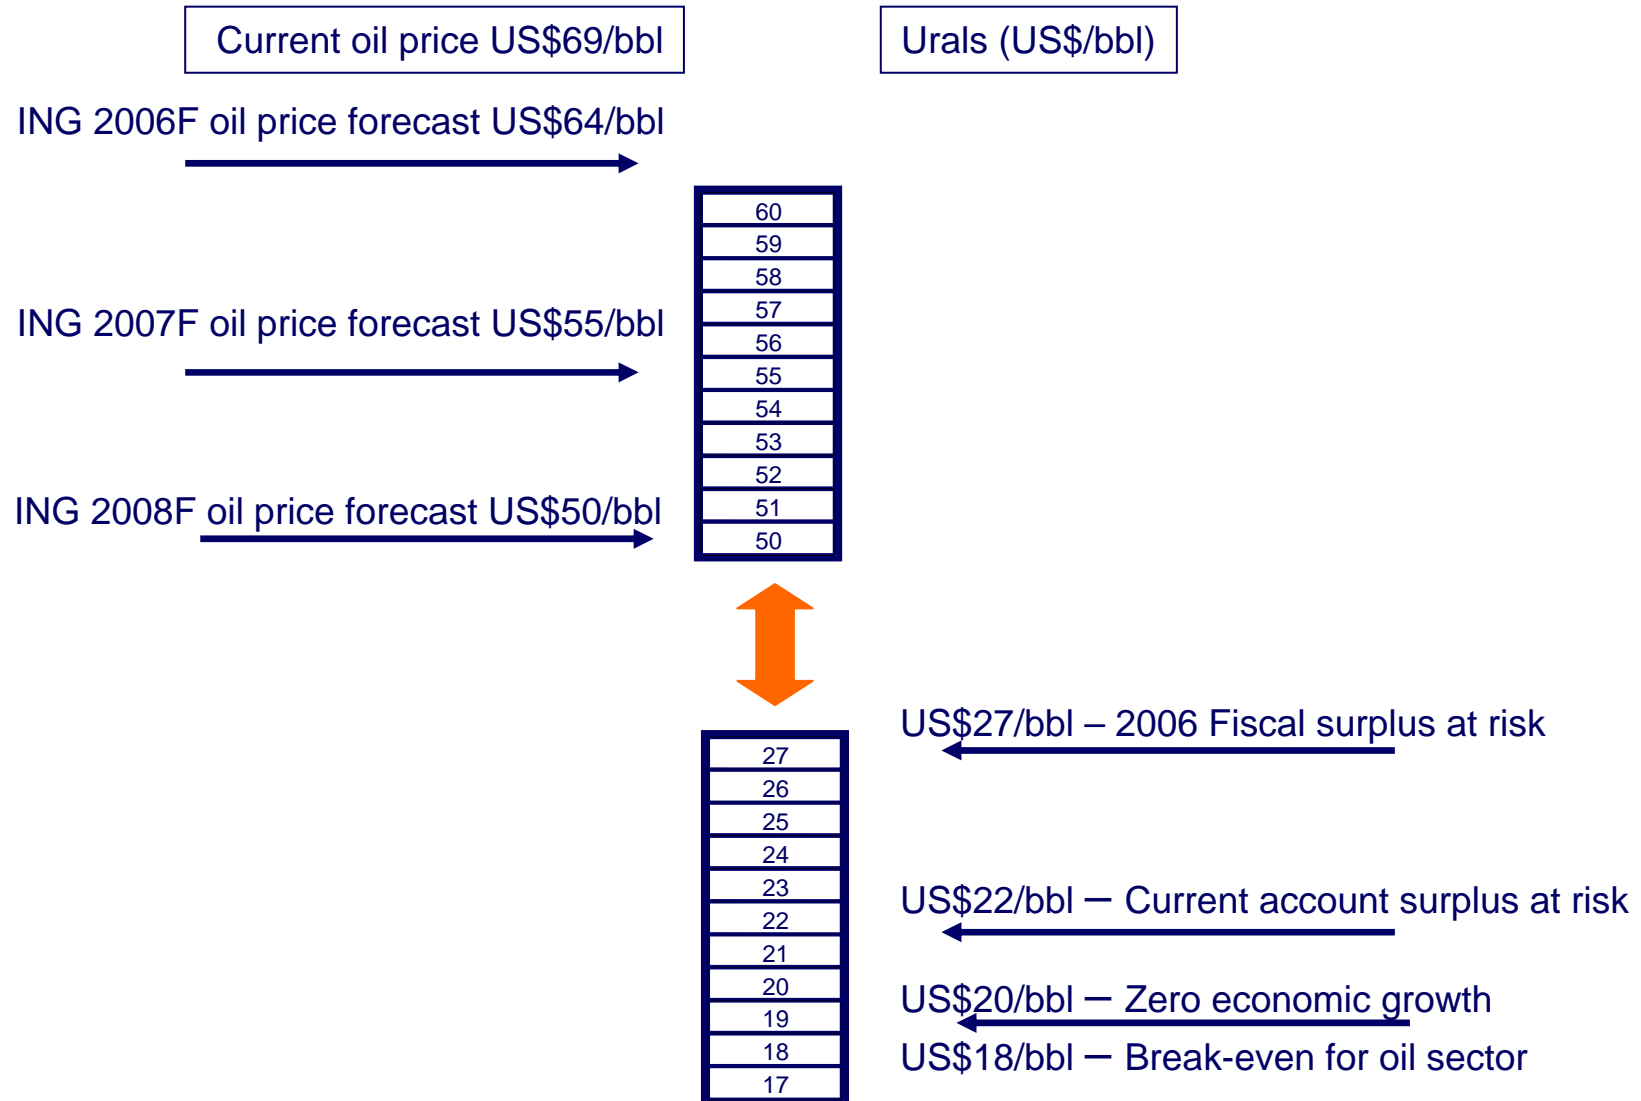 Current oil price US$69/bbl
Urals (US$/bbl)
ING 2006F oil price forecast US$64/bbl
60
59
58
57
ING 2007F oil price forecast US$55/bbl
56
55
54
53
52
51
ING 2008F oil price forecast US$50/bbl
50
US$27/bbl – 2006 Fiscal surplus at risk
27
26
25
24
23
US$22/bbl – Current account surplus at risk
22
21
20
US$20/bbl – Zero economic growth
19
18
US$18/bbl – Break-even for oil sector
17